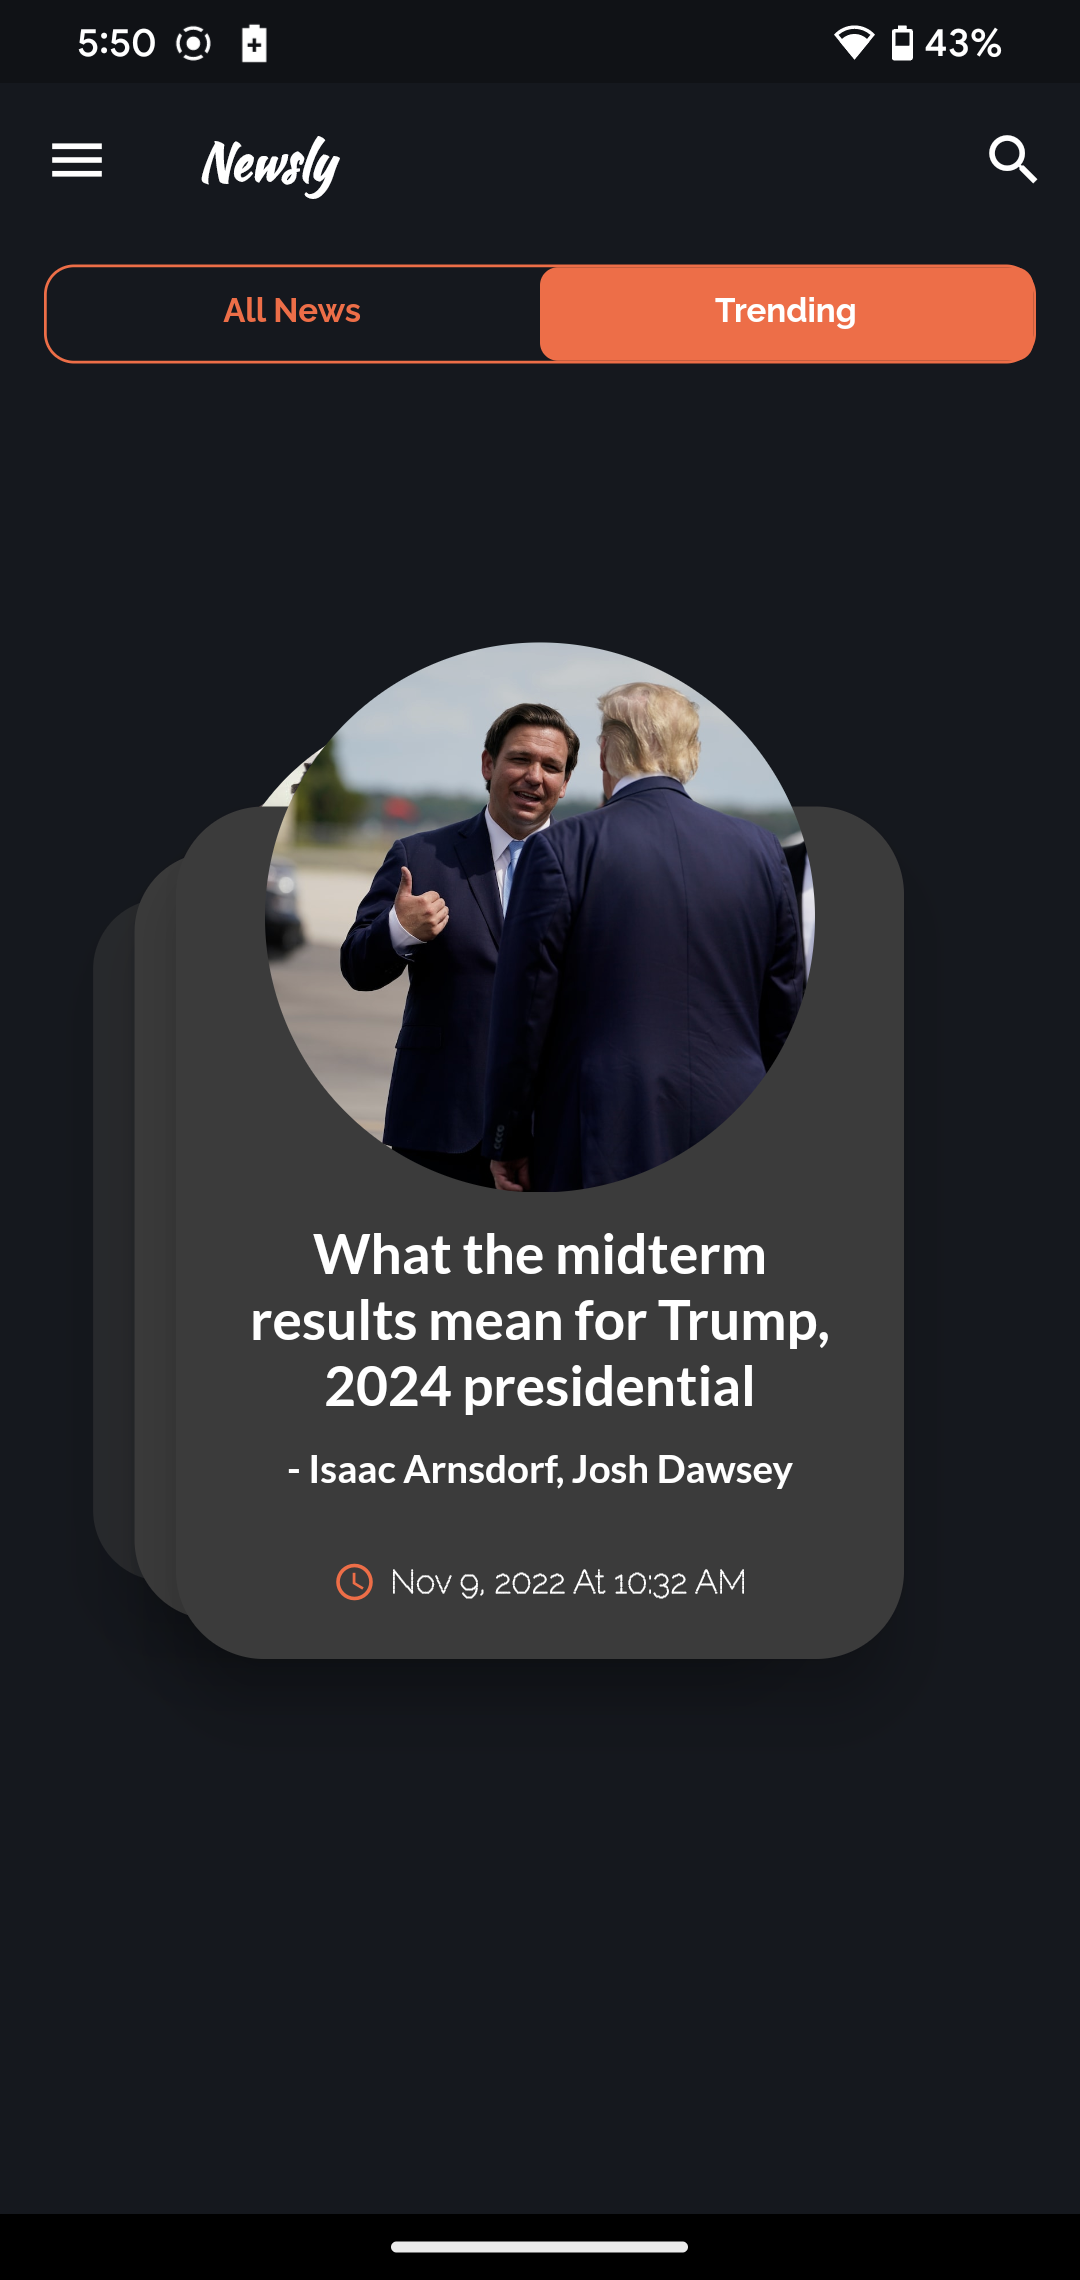 5:50
43%
Newsly
All News
Trending
What the midterm
results mean for Trump,
2024 presidential
- Isaac Arnsdorf, Josh Dawsey
Nov 9, 2022 At 10:32 AM